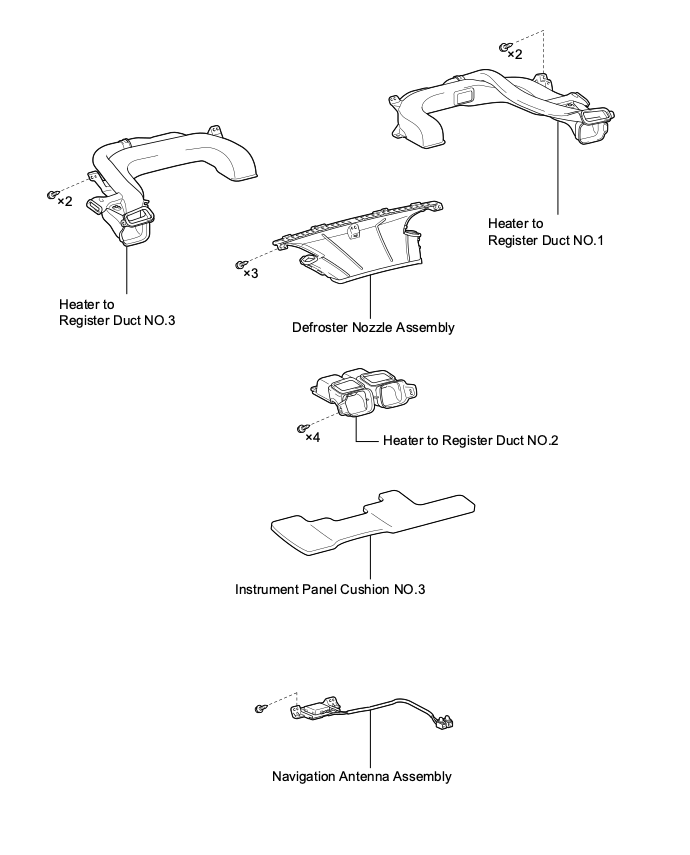 ×2
Heater to
Register Duct NO.1
×2
Heater to
Register Duct NO.3
×3
Defroster Nozzle Assembly
×4
Heater to Register Duct NO.2
Instrument Panel Cushion NO.3
Navigation Antenna Assembly